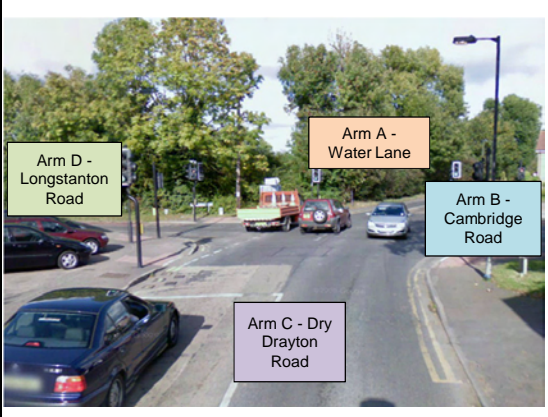 Arm A -
Water Lane
Arm D -
Longstanton
Road
Arm B -
Cambridge
Road
Arm C - Dry
Drayton
Road